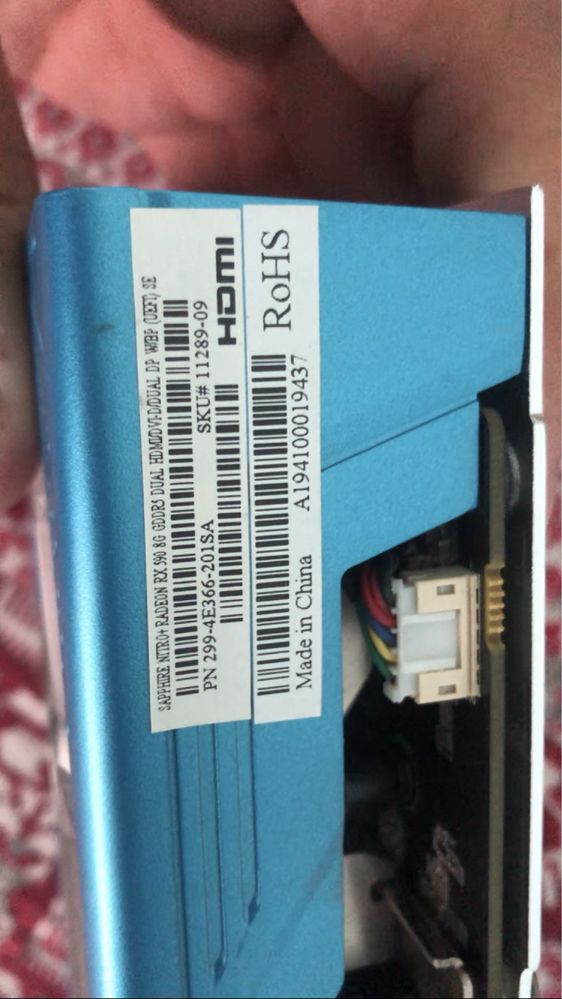 SAPPHIRE NITRO+ RADEON RX 590 8G GDDR5 DUAL HDMI/DVI-D/DUAL DP W/BP (UEFI) SE
PN 299-4E366-201SA
SKU# 11289-09
HDMI
Made in China
A194100019437
RoHS